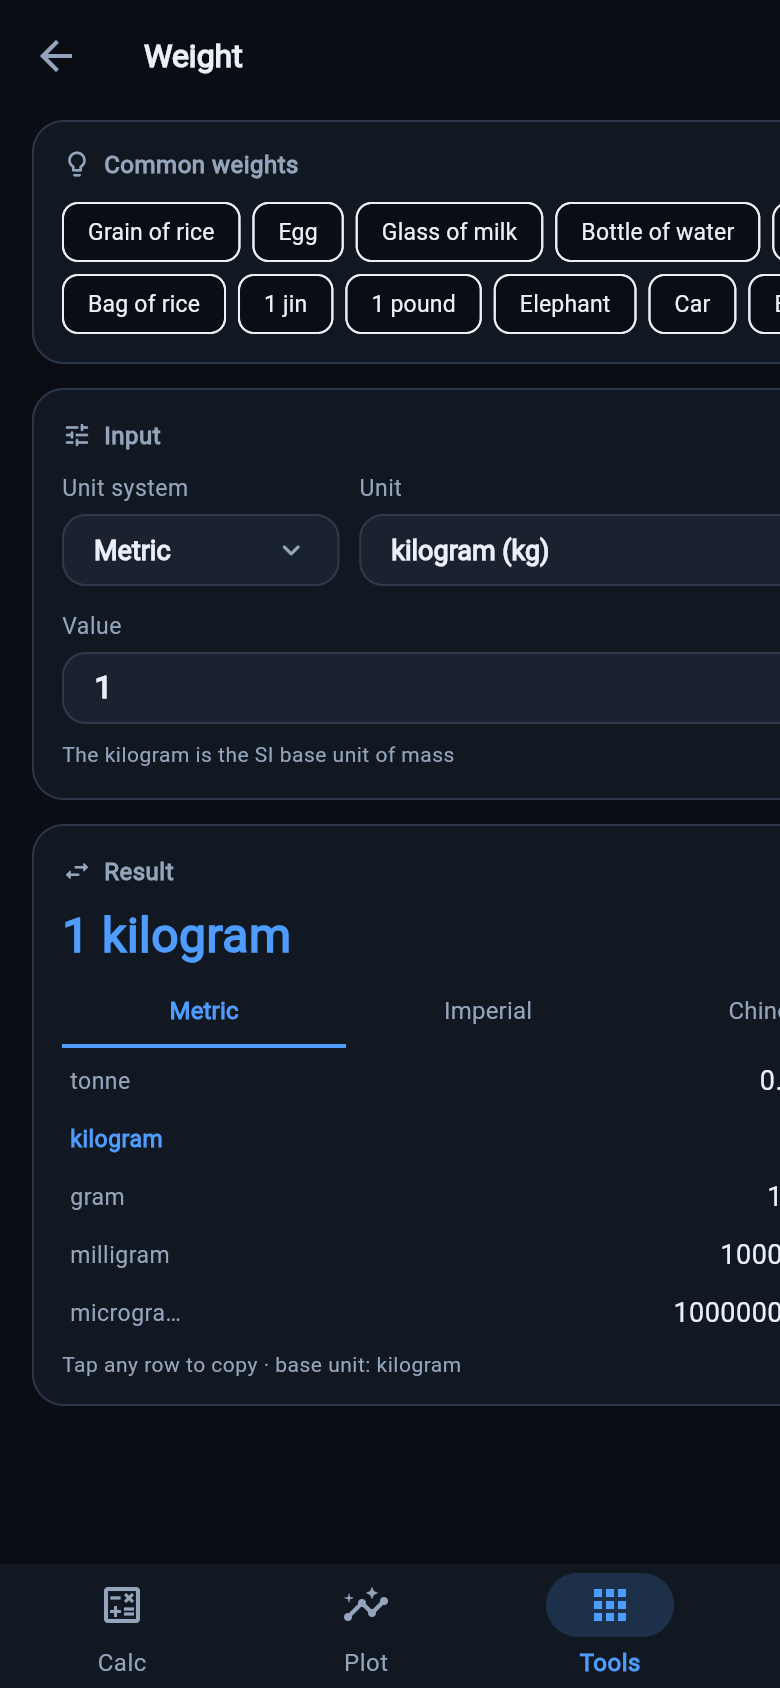 Weight
Common weights
Grain of rice Egg Glass of milk Bottle of water
Bag of rice 1 jin 1 pound Elephant Car
Input
Unit system Unit
Metric kilogram (kg)
Value
1
The kilogram is the SI base unit of mass
Result
1 kilogram
Metric Imperial
tonne
kilogram
gram
milligram
microgra…
Tap any row to copy · base unit: kilogram
Calc Plot Tools